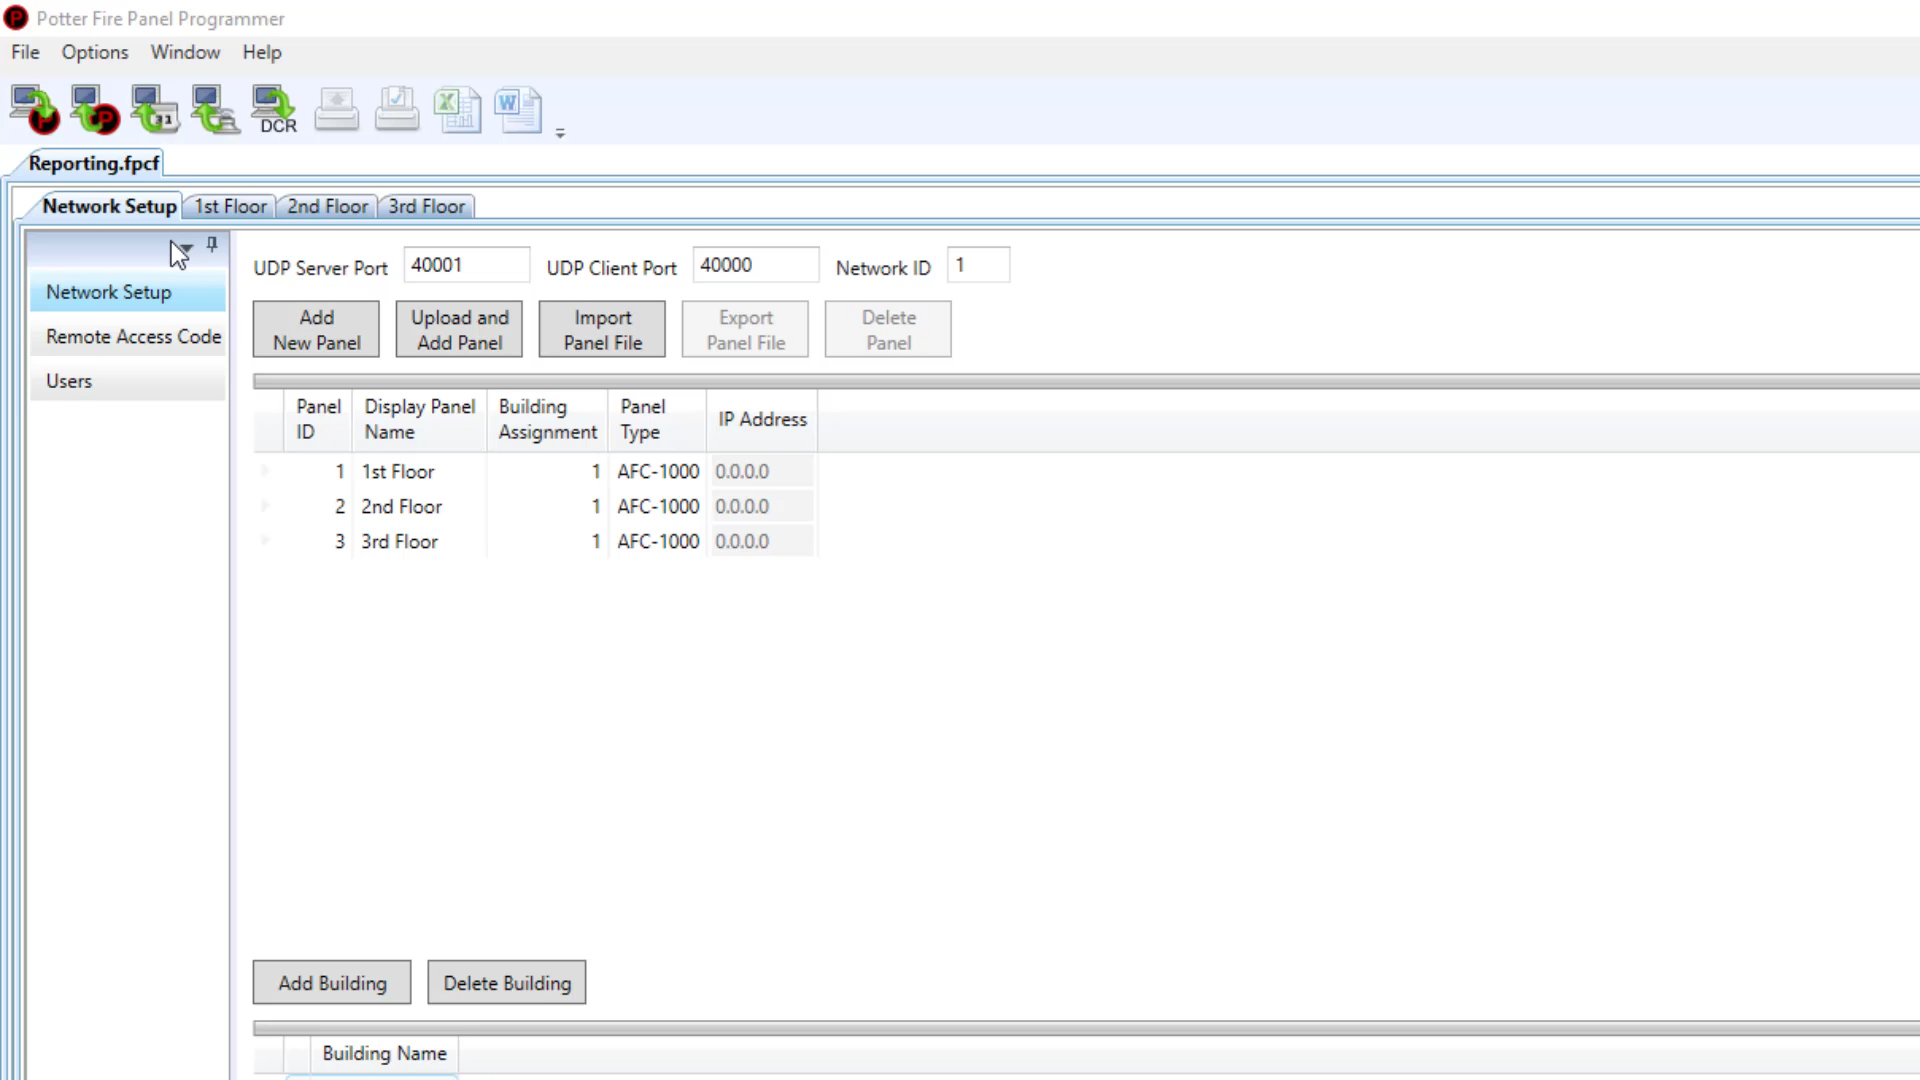 Potter Fire Panel Programmer
File Options Window Help
31 DCR
Reporting.fpcf
Network Setup 1st Floor 2nd Floor 3rd Floor
Network Setup
Remote Access Code
Users
UDP Server Port 40001 UDP Client Port 40000 Network ID 1
Add New Panel
Upload and Add Panel
Import Panel File
Export Panel File
Delete Panel
Panel ID Display Panel Name Building Assignment Panel Type IP Address
1 1st Floor 1 AFC-1000 0.0.0.0
2 2nd Floor 1 AFC-1000 0.0.0.0
3 3rd Floor 1 AFC-1000 0.0.0.0
Add Building Delete Building
Building Name